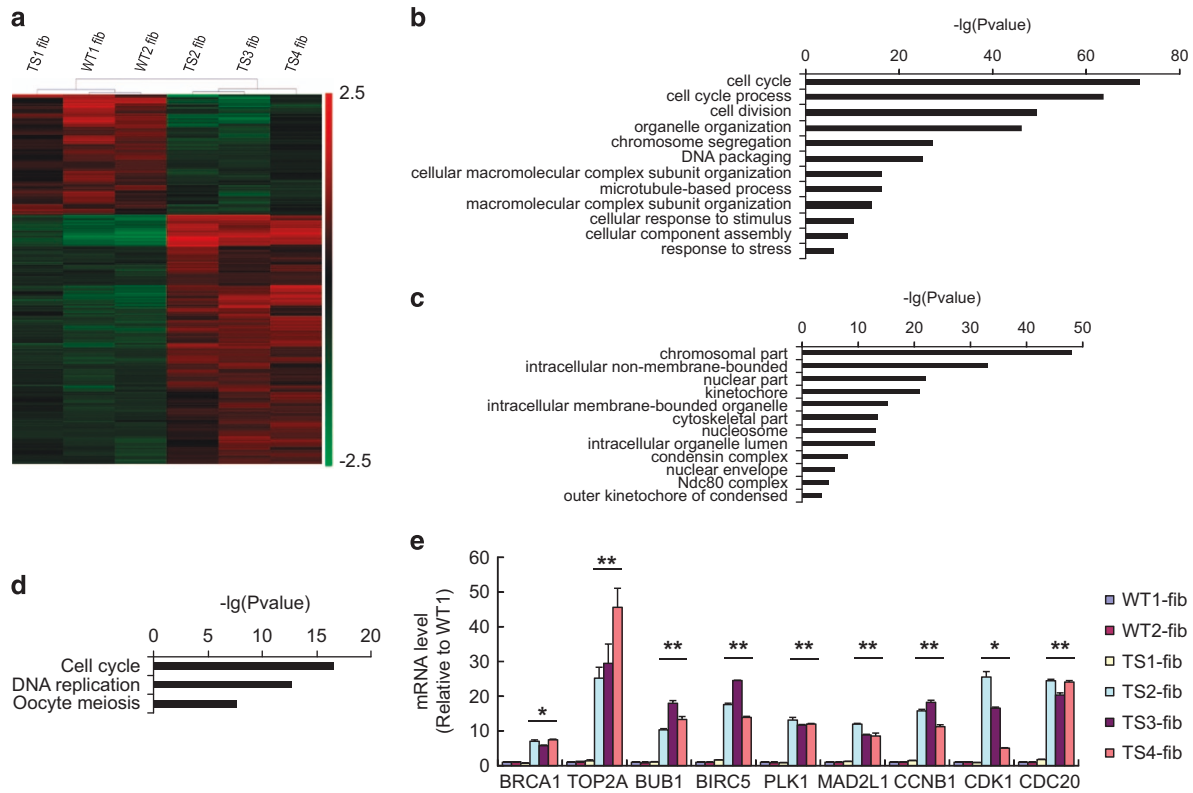 a
TS1 fib
WT1 fib
WT2 fib
TS2 fib
TS3 fib
TS4 fib
2.5
-2.5
b
-lg(Pvalue)
0 20 40 60 80
cell cycle
cell cycle process
cell division
organelle organization
chromosome segregation
DNA packaging
cellular macromolecular complex subunit organization
microtubule-based process
macromolecular complex subunit organization
cellular response to stimulus
cellular component assembly
response to stress
c
-lg(Pvalue)
0 10 20 30 40 50
chromosomal part
intracellular non-membrane-bounded
nuclear part
kinetochore
intracellular membrane-bounded organelle
cytoskeletal part
nucleosome
intracellular organelle lumen
condensin complex
nuclear envelope
Ndc80 complex
outer kinetochore of condensed
d
-lg(Pvalue)
0 5 10 15 20
Cell cycle
DNA replication
Oocyte meiosis
e
mRNA level
(Relative to WT1)
60
50
40
30
20
10
0
* ** ** ** ** ** ** * **
BRCA1 TOP2A BUB1 BIRC5 PLK1 MAD2L1 CCNB1 CDK1 CDC20
WT1-fib
WT2-fib
TS1-fib
TS2-fib
TS3-fib
TS4-fib